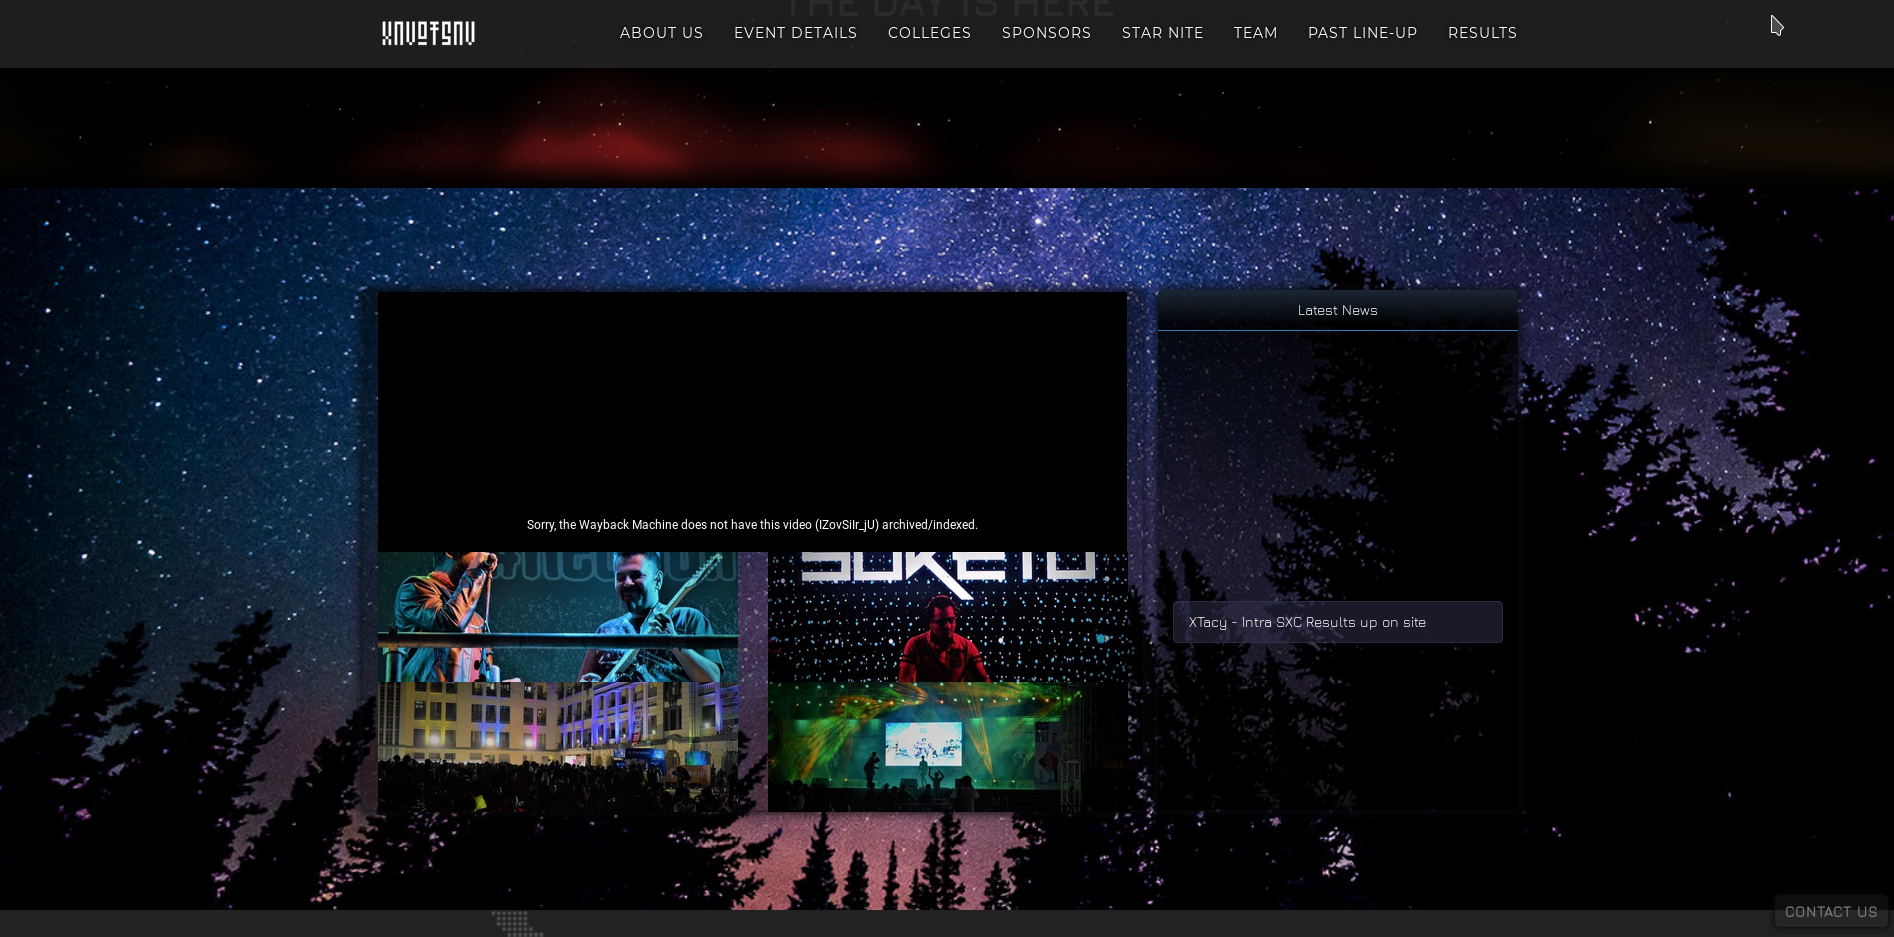 THE DAY IS HERE
ABOUT US EVENT DETAILS COLLEGES SPONSORS STAR NITE TEAM PAST LINE-UP RESULTS
Latest News
Sorry, the Wayback Machine does not have this video (lZovSiIr_jU) archived/indexed.
XTacy - Intra SXC Results up on site
CONTACT US